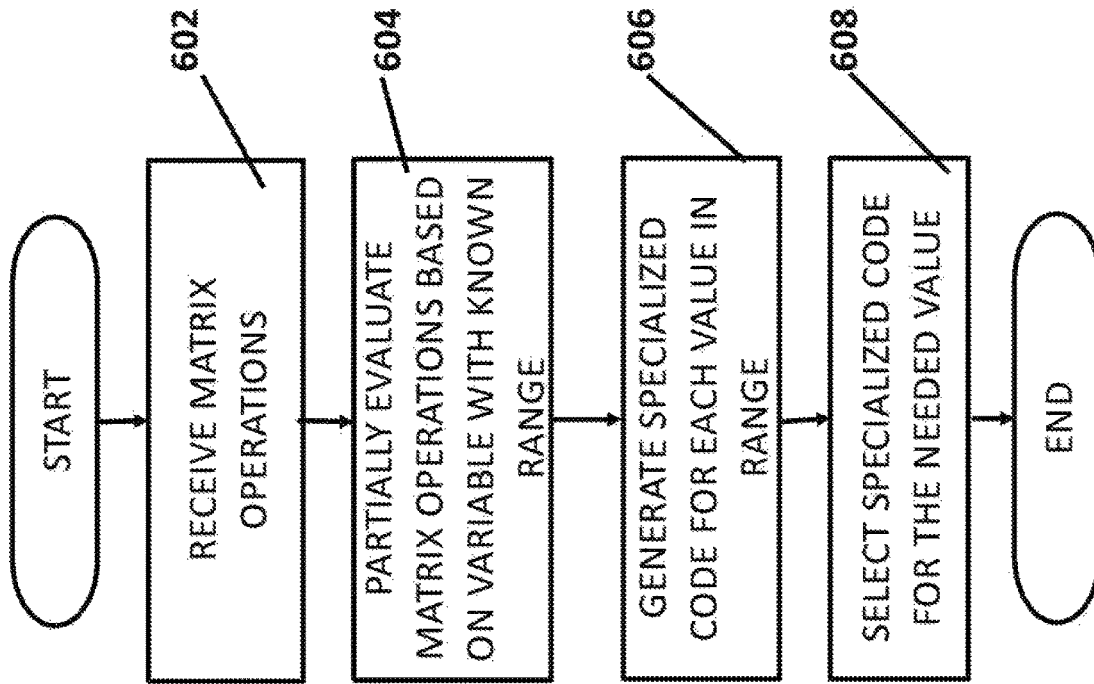 START
RECEIVE MATRIX
OPERATIONS
602
PARTIALLY EVALUATE
MATRIX OPERATIONS BASED
ON VARIABLE WITH KNOWN
RANGE
604
GENERATE SPECIALIZED
CODE FOR EACH VALUE IN
RANGE
606
SELECT SPECIALIZED CODE
FOR THE NEEDED VALUE
608
END